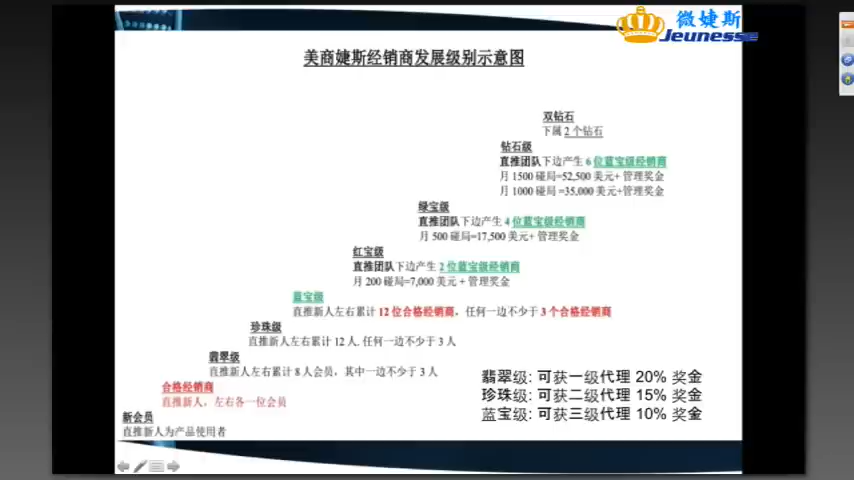 微婕斯
Jeunesse
美商婕斯经销商发展级别示意图
双钻石
下属 2 个钻石
钻石级
直推团队下边产生 6 位蓝宝级经销商
月 1500 碰局=52,500 美元+ 管理奖金
月 1000 碰局 =35,000 美元+管理奖金
绿宝级
直推团队下边产生 4 位蓝宝级经销商
月 500 碰局=17,500 美元+ 管理奖金
红宝级
直推团队下边产生 2 位蓝宝级经销商
月 200 碰局=7,000 美元 + 管理奖金
蓝宝级
直推新人左右累计 12 位合格经销商，任何一边不少于 3 个合格经销商
珍珠级
直推新人左右累计 12 人. 任何一边不少于 3 人
翡翠级
直推新人左右累计 8 人会员，其中一边不少于 3 人
合格经销商
直推新人，左右各一位会员
新会员
直推新人为产品使用者
翡翠级: 可获一级代理 20% 奖金
珍珠级: 可获二级代理 15% 奖金
蓝宝级: 可获三级代理 10% 奖金